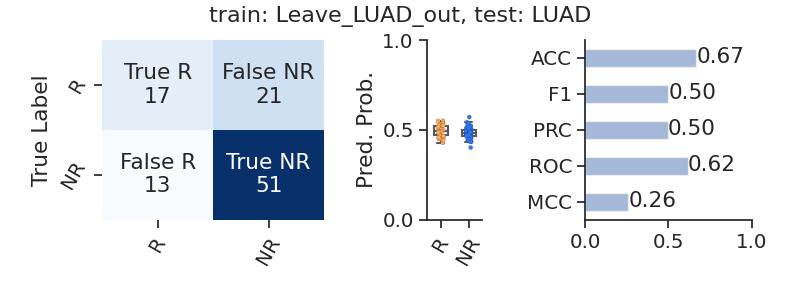 train: Leave_LUAD_out, test: LUAD
True Label
R
NR
True R
17
False NR
21
False R
13
True NR
51
R
NR
Pred. Prob.
1.0
0.5
0.0
R
NR
ACC
0.67
F1
0.50
PRC
0.50
ROC
0.62
MCC
0.26
0.0
0.5
1.0